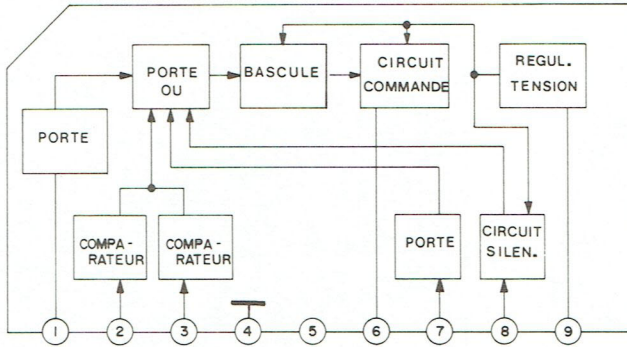 PORTE
OU
BASCULE
CIRCUIT
COMMANDE
REGUL.
TENSION
PORTE
COMPA-
RATEUR
COMPA-
RATEUR
PORTE
CIRCUIT
SILEN.
1 2 3 4 5 6 7 8 9